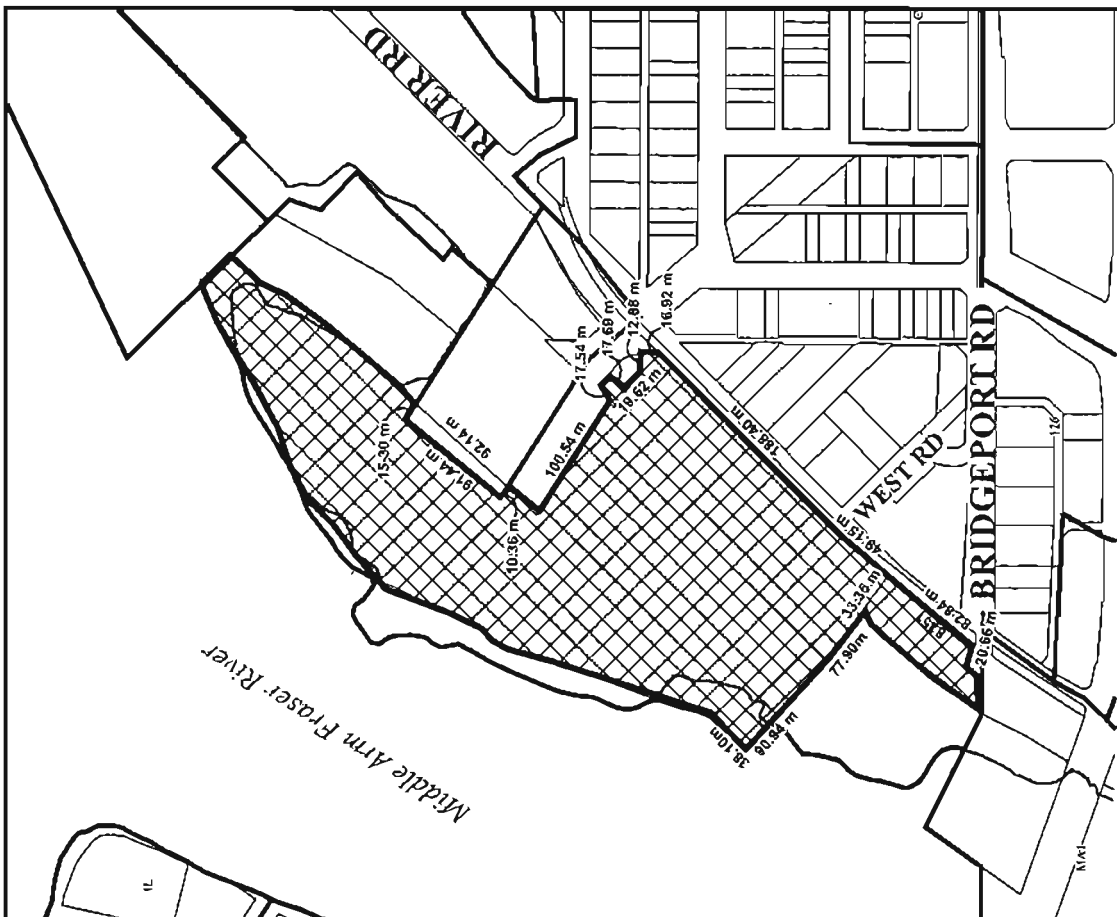 RIVER RD
16.92 m
12.88 m
17.69 m
17.54 m
19.62 m
100.54 m
188.40 m
92.14 m
91.44 m
15.30 m
10.36 m
WEST RD
BRIDGEPORT RD
49.15 m
82.84 m
20.66 m
77.90m
90.94 m
38.10m
Middle Arm Fraser River